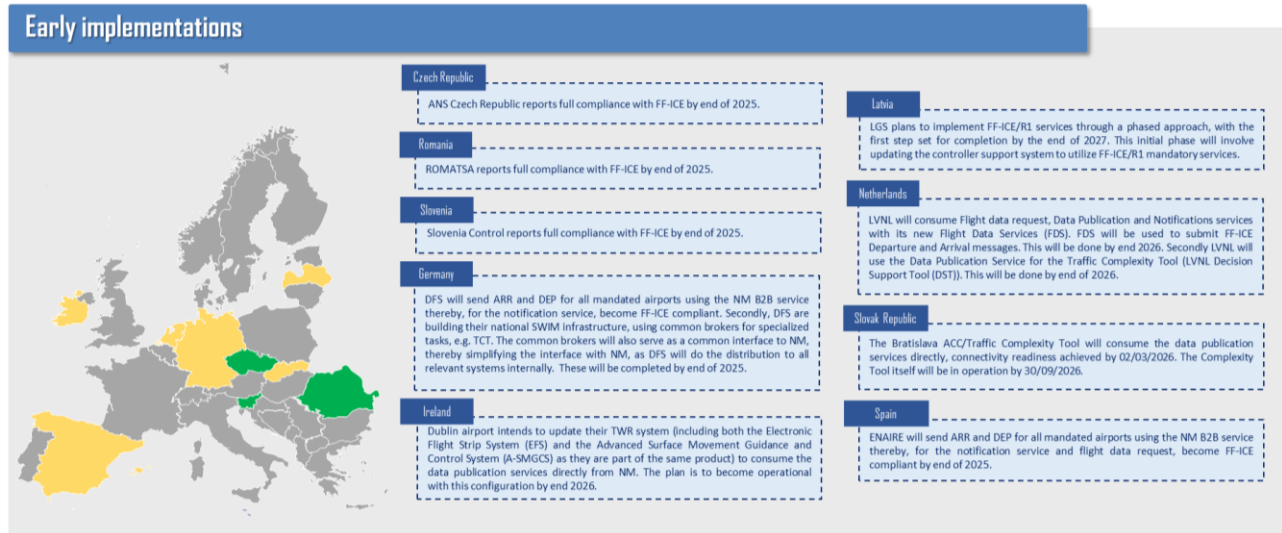 Early implementations
Czech Republic
ANS Czech Republic reports full compliance with FF-ICE by end of 2025.
Romania
ROMATSA reports full compliance with FF-ICE by end of 2025.
Slovenia
Slovenia Control reports full compliance with FF-ICE by end of 2025.
Germany
DFS will send ARR and DEP for all mandated airports using the NM B2B service
thereby, for the notification service, become FF-ICE compliant. Secondly, DFS are
building their national SWIM infrastructure, using common brokers for specialized
tasks, e.g. TCT. The common brokers will also serve as a common interface to NM,
thereby simplifying the interface with NM, as DFS will do the distribution to all
relevant systems internally. These will be completed by end of 2025.
Ireland
Dublin airport intends to update their TWR system (including both the Electronic
Flight Strip System (EFS) and the Advanced Surface Movement Guidance and
Control System (A-SMGCS) as they are part of the same product) to consume the
data publication services directly from NM. The plan is to become operational
with this configuration by end 2026.
Latvia
LGS plans to implement FF-ICE/R1 services through a phased approach, with the
first step set for completion by the end of 2027. This initial phase will involve
updating the controller support system to utilize FF-ICE/R1 mandatory services.
Netherlands
LVNL will consume Flight data request, Data Publication and Notifications services
with its new Flight Data Services (FDS). FDS will be used to submit FF-ICE
Departure and Arrival messages. This will be done by end 2026. Secondly LVNL will
use the Data Publication Service for the Traffic Complexity Tool (LVNL Decision
Support Tool (DST)). This will be done by end of 2026.
Slovak Republic
The Bratislava ACC/Traffic Complexity Tool will consume the data publication
services directly, connectivity readiness achieved by 02/03/2026. The Complexity
Tool itself will be in operation by 30/09/2026.
Spain
ENAIRE will send ARR and DEP for all mandated airports using the NM B2B service
thereby, for the notification service and flight data request, become FF-ICE
compliant by end of 2025.